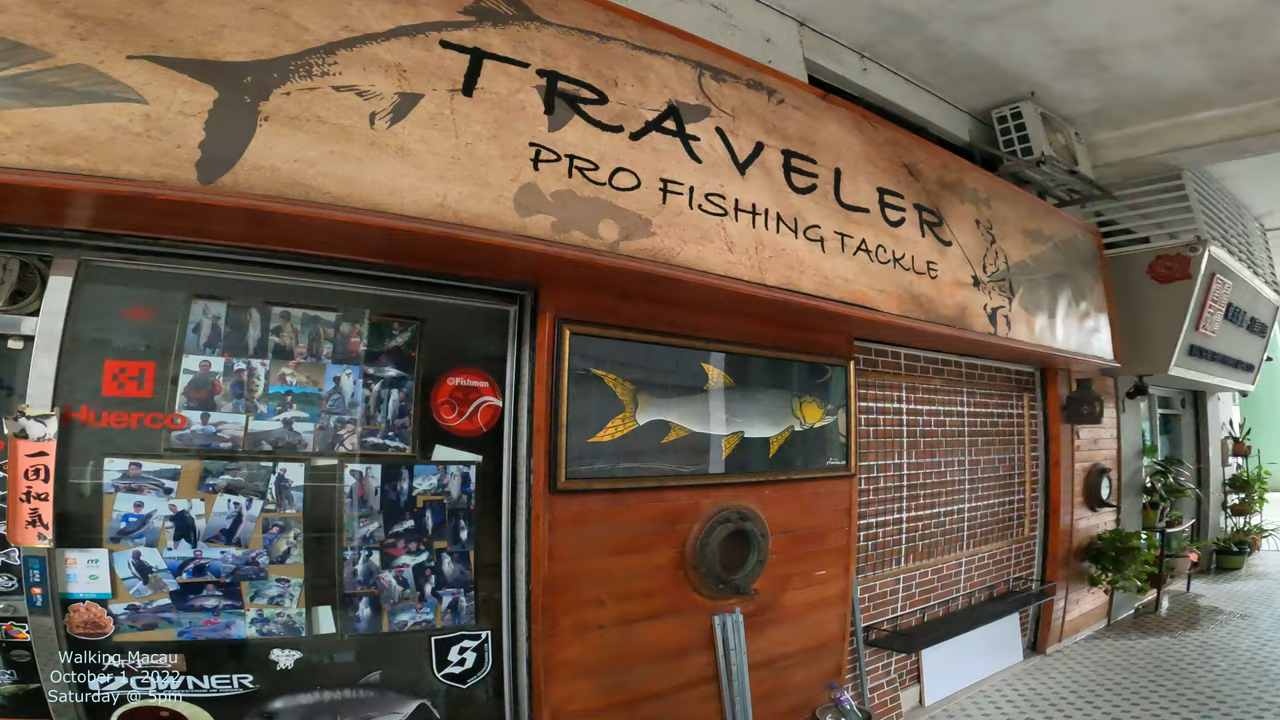 TRAVELER
PRO FISHING TACKLE
Huerco
@Fishman
一团和氣
OWNER
S
Walking Macau
October 1, 2022
Saturday @ 5pm